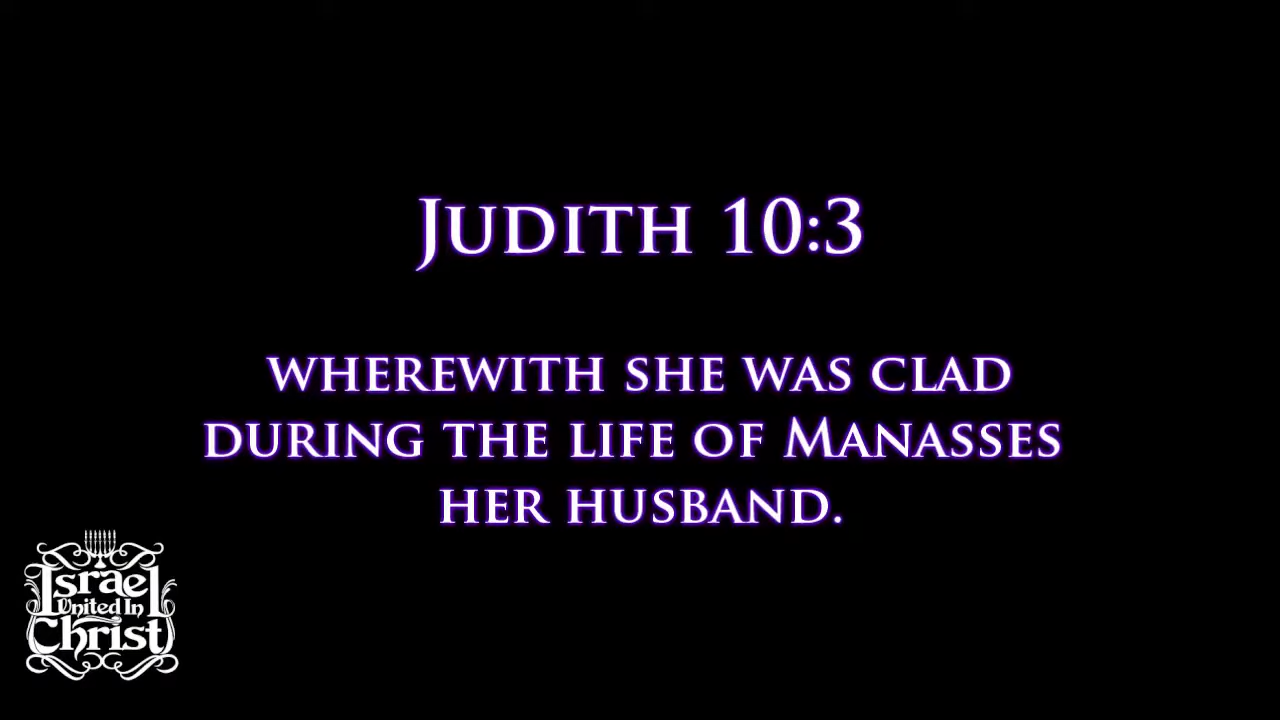 Judith 10:3
wherewith she was clad
during the life of Manasses
her husband.
Israel
United In
Christ